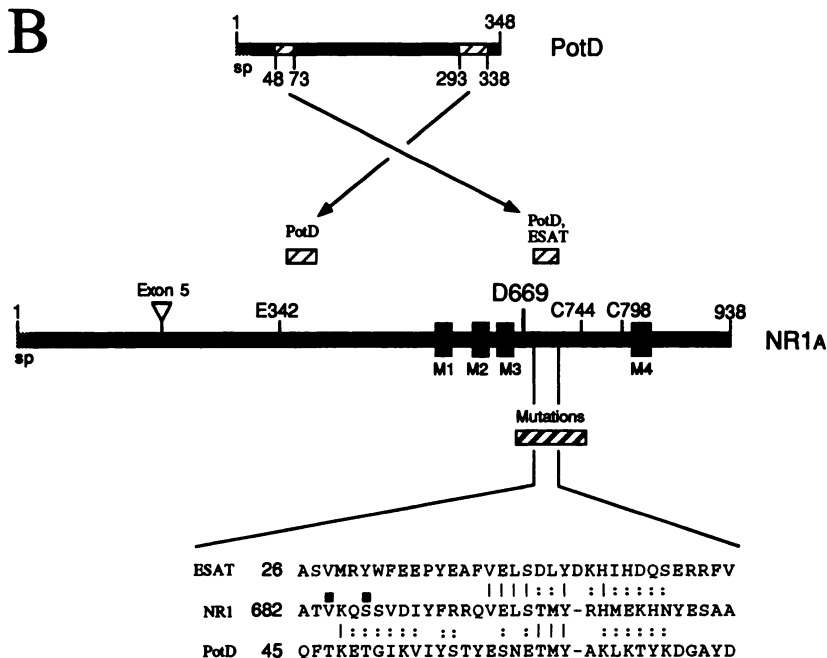 B
1 348
PotD
sp
48 73 293 338
PotD
PotD,
ESAT
1 Exon 5 E342 D669 C744 C798 938
NR1A
sp
M1 M2 M3 M4
Mutations
ESAT 26 ASVMRYWFEEPYEAFVELSDLYDKHIHDQSERRFV
NR1 682 ATVKQSSVDIYFRRQVELSTMY-RHMEKHNYESAA
PotD 45 QFTKETGIKVIYSTYESNETMY-AKLKTYKDGAYD